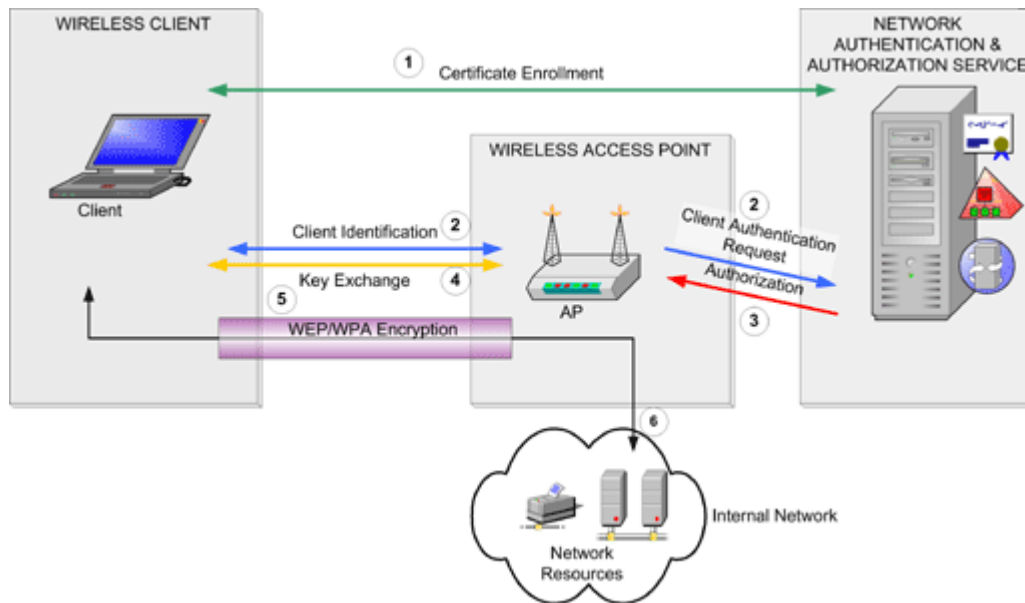 WIRELESS CLIENT
NETWORK
AUTHENTICATION &
AUTHORIZATION SERVICE
1
Certificate Enrollment
WIRELESS ACCESS POINT
Client
Client Identification
2
2
Client Authentication
Request
Authorization
Key Exchange
4
AP
3
5
WEP/WPA Encryption
6
Internal Network
Network
Resources